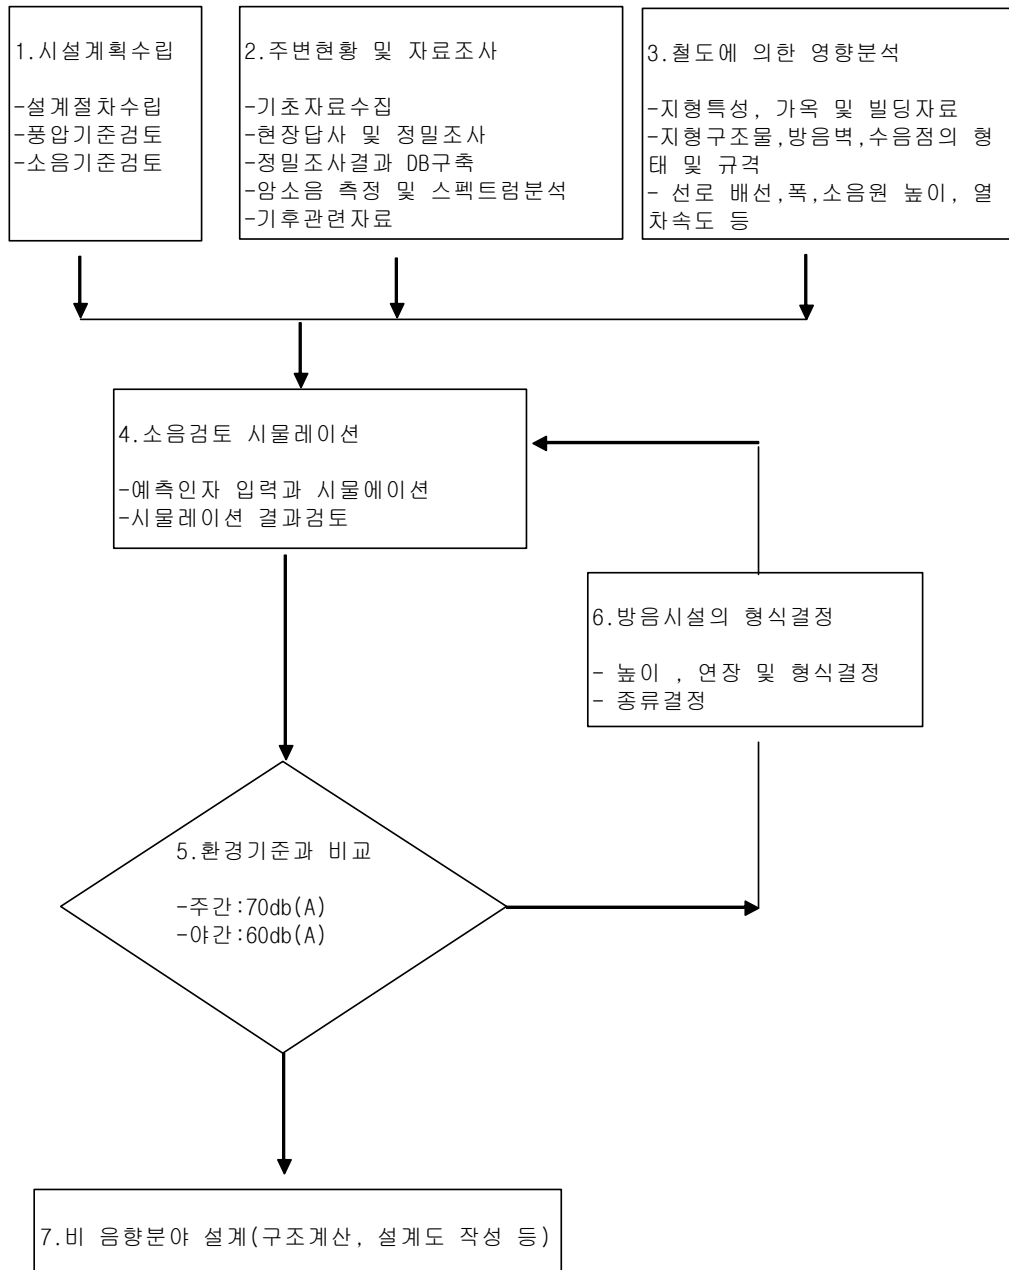 1.시설계획수립
-설계절차수립
-풍압기준검토
-소음기준검토
2.주변현황 및 자료조사
-기초자료수집
-현장답사 및 정밀조사
-정밀조사결과 DB구축
-암소음 측정 및 스펙트럼분석
-기후관련자료
3.철도에 의한 영향분석
-지형특성, 가옥 및 빌딩자료
-지형구조물,방음벽,수음점의 형
태 및 규격
- 선로 배선,폭,소음원 높이, 열
차속도 등
4.소음검토 시물레이션
-예측인자 입력과 시물에이션
-시물레이션 결과검토
6.방음시설의 형식결정
- 높이 , 연장 및 형식결정
- 종류결정
5.환경기준과 비교
-주간:70db(A)
-야간:60db(A)
7.비 음향분야 설계(구조계산, 설계도 작성 등)